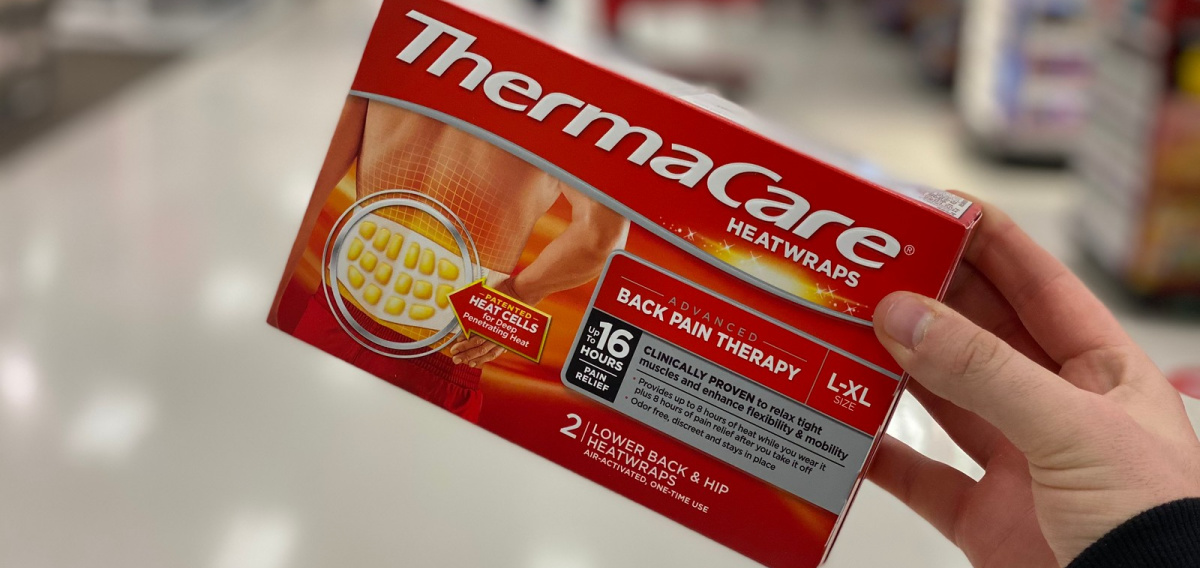 ThermaCare®
HEATWRAPS
PATENTED
HEAT CELLS
for Deep
Penetrating Heat
ADVANCED
BACK PAIN THERAPY
L-XL
SIZE
Up
To 16
HOURS
PAIN
RELIEF
CLINICALLY PROVEN to relax tight
muscles and enhance flexibility & mobility
• Provides up to 8 hours of heat while you wear it
plus 8 hours of pain relief after you take it off
• Odor free, discreet and stays in place
2 LOWER BACK & HIP
HEATWRAPS
AIR-ACTIVATED, ONE-TIME USE